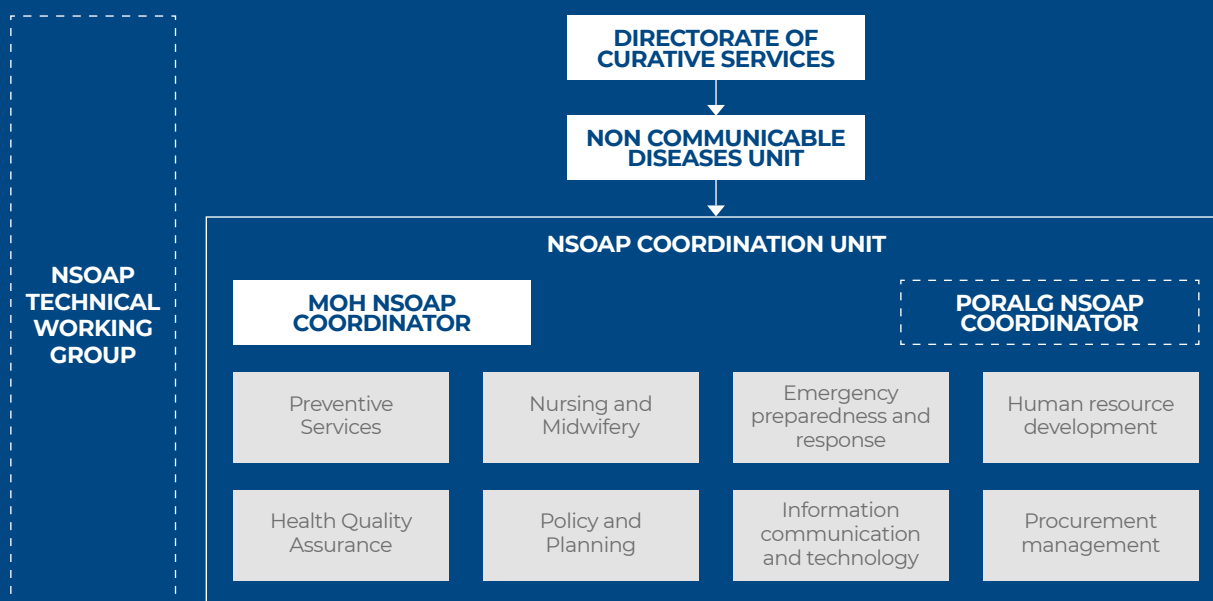 DIRECTORATE OF
CURATIVE SERVICES
NON COMMUNICABLE
DISEASES UNIT
NSOAP COORDINATION UNIT
NSOAP
TECHNICAL
WORKING
GROUP
MOH NSOAP
COORDINATOR
PORALG NSOAP
COORDINATOR
Preventive
Services
Nursing and
Midwifery
Emergency
preparedness and
response
Human resource
development
Health Quality
Assurance
Policy and
Planning
Information
communication
and technology
Procurement
management